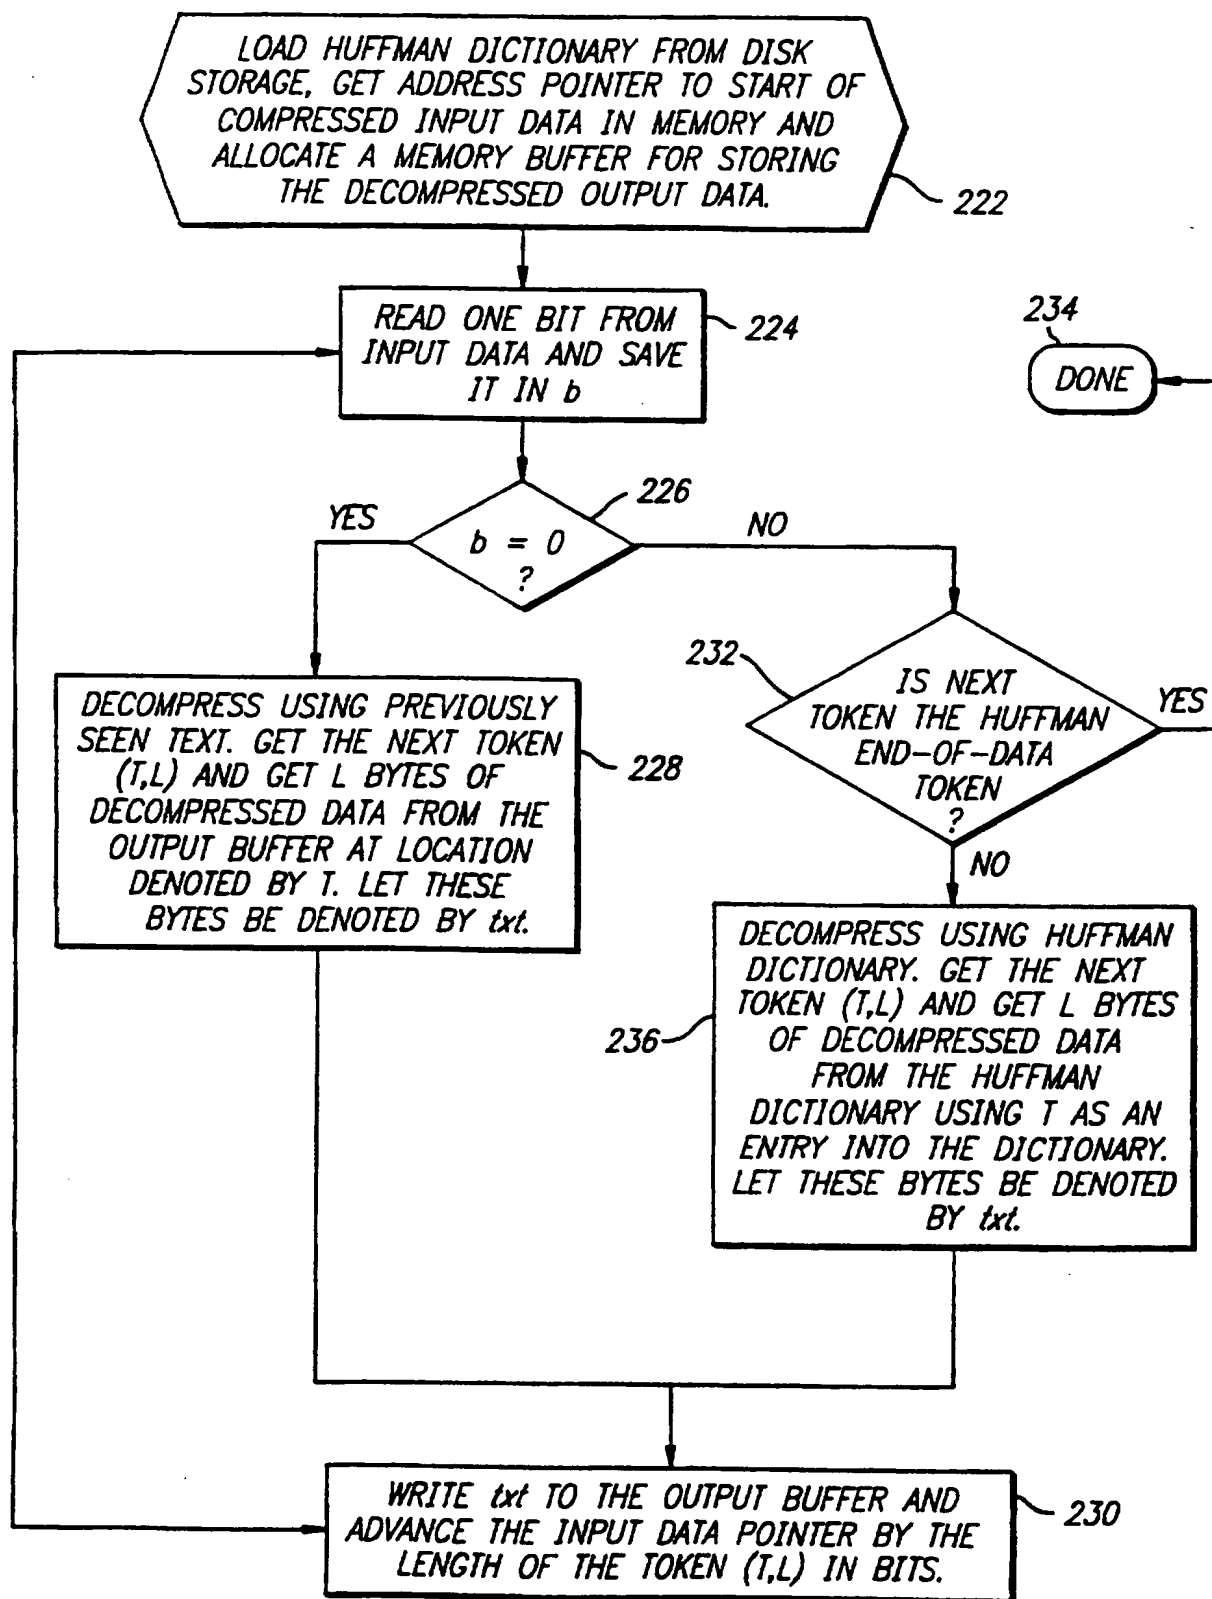 LOAD HUFFMAN DICTIONARY FROM DISK
STORAGE, GET ADDRESS POINTER TO START OF
COMPRESSED INPUT DATA IN MEMORY AND
ALLOCATE A MEMORY BUFFER FOR STORING
THE DECOMPRESSED OUTPUT DATA.
222
READ ONE BIT FROM
INPUT DATA AND SAVE
IT IN b
224
234
DONE
226
YES
b = 0
?
NO
232
IS NEXT
TOKEN THE HUFFMAN
END-OF-DATA
TOKEN
?
YES
NO
DECOMPRESS USING PREVIOUSLY
SEEN TEXT. GET THE NEXT TOKEN
(T,L) AND GET L BYTES OF
DECOMPRESSED DATA FROM THE
OUTPUT BUFFER AT LOCATION
DENOTED BY T. LET THESE
BYTES BE DENOTED BY txt.
228
DECOMPRESS USING HUFFMAN
DICTIONARY. GET THE NEXT
TOKEN (T,L) AND GET L BYTES
OF DECOMPRESSED DATA
FROM THE HUFFMAN
DICTIONARY USING T AS AN
ENTRY INTO THE DICTIONARY.
LET THESE BYTES BE DENOTED
BY txt.
236
WRITE txt TO THE OUTPUT BUFFER AND
ADVANCE THE INPUT DATA POINTER BY THE
LENGTH OF THE TOKEN (T,L) IN BITS.
230